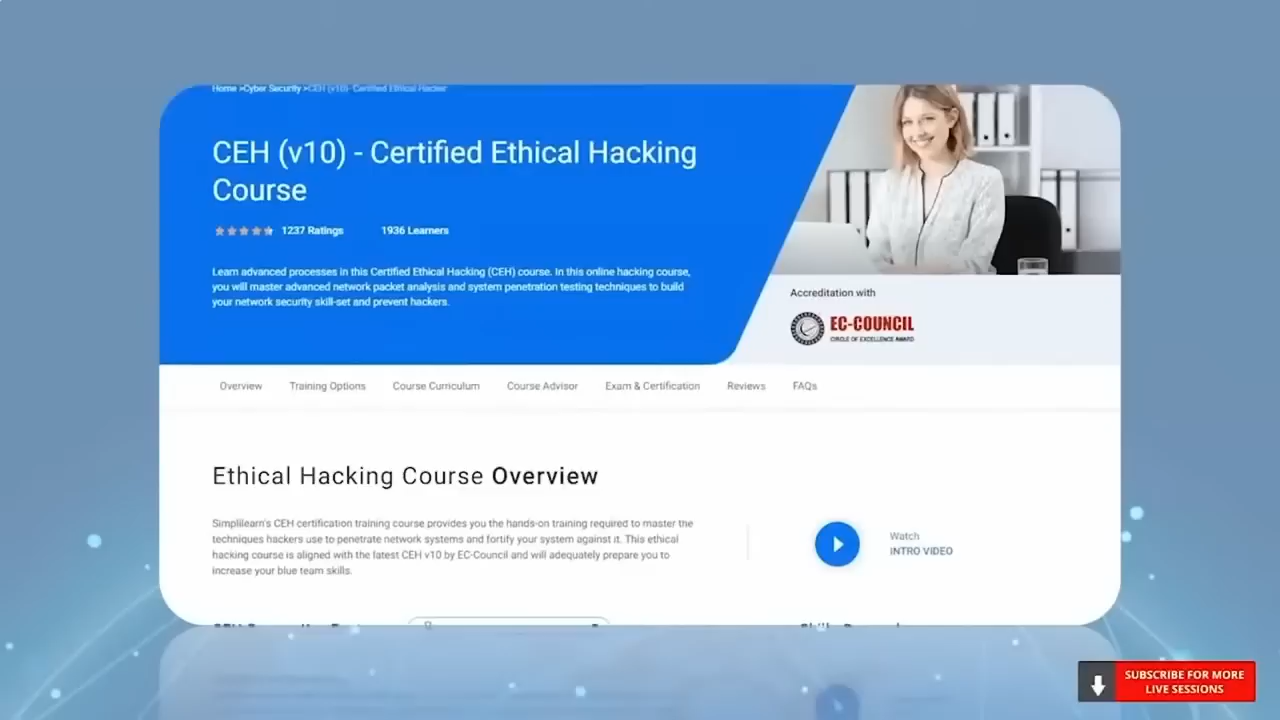 Home >Cyber Security >CEH (v10)- Certified Ethical Hacker
CEH (v10) - Certified Ethical Hacking
Course
1237 Ratings
1936 Learners
Learn advanced processes in this Certified Ethical Hacking (CEH) course. In this online hacking course,
you will master advanced network packet analysis and system penetration testing techniques to build
your network security skill-set and prevent hackers.
Accreditation with
EC-COUNCIL
CIRCLE OF EXCELLENCE AWARD
Overview
Training Options
Course Curriculum
Course Advisor
Exam & Certification
Reviews
FAQs
Ethical Hacking Course Overview
Simplilearn's CEH certification training course provides you the hands-on training required to master the
techniques hackers use to penetrate network systems and fortify your system against it. This ethical
hacking course is aligned with the latest CEH v10 by EC-Council and will adequately prepare you to
increase your blue team skills.
Watch
INTRO VIDEO
SUBSCRIBE FOR MORE
LIVE SESSIONS